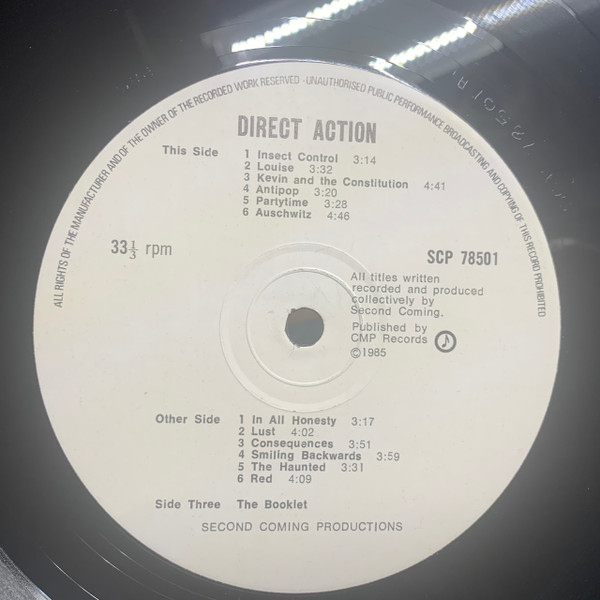 ALL RIGHTS OF THE MANUFACTURER AND OF THE OWNER OF THE RECORDED WORK RESERVED · UNAUTHORISED PUBLIC PERFORMANCE BROADCASTING AND COPYING OF THIS RECORD PROHIBITED
DIRECT ACTION
This Side
1 Insect Control 3:14
2 Louise 3:32
3 Kevin and the Constitution 4:41
4 Antipop 3:20
5 Partytime 3:28
6 Auschwitz 4:46
33⅓ rpm
SCP 78501
All titles written
recorded and produced
collectively by
Second Coming.
Published by
CMP Records
©1985
Other Side
1 In All Honesty 3:17
2 Lust 4:02
3 Consequences 3:51
4 Smiling Backwards 3:59
5 The Haunted 3:31
6 Red 4:09
Side Three The Booklet
SECOND COMING PRODUCTIONS